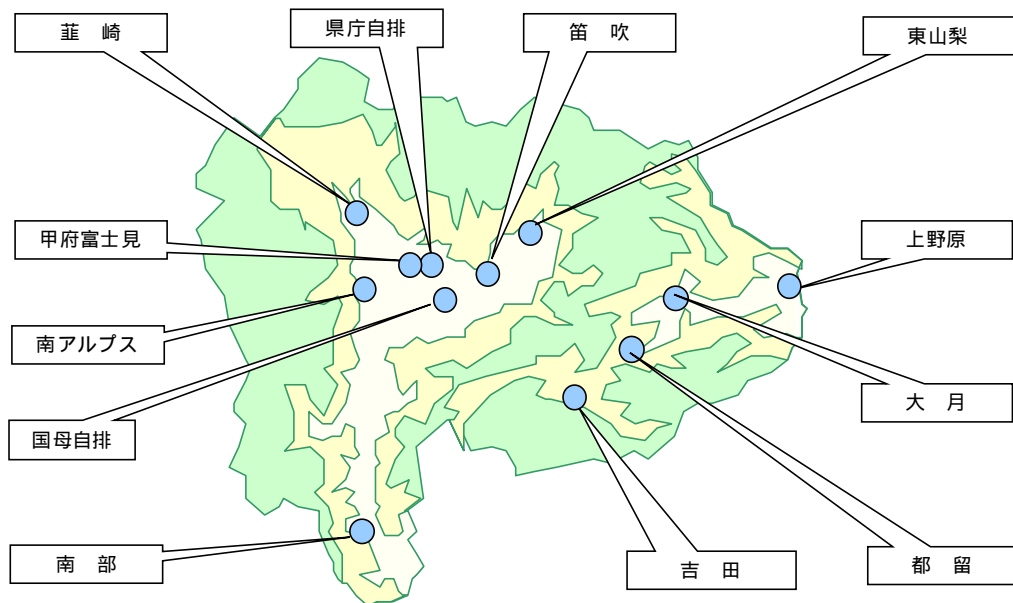 韮　崎
県庁自排
笛　吹
東山梨
甲府富士見
上野原
南アルプス
大　月
国母自排
南　部
吉　田
都　留